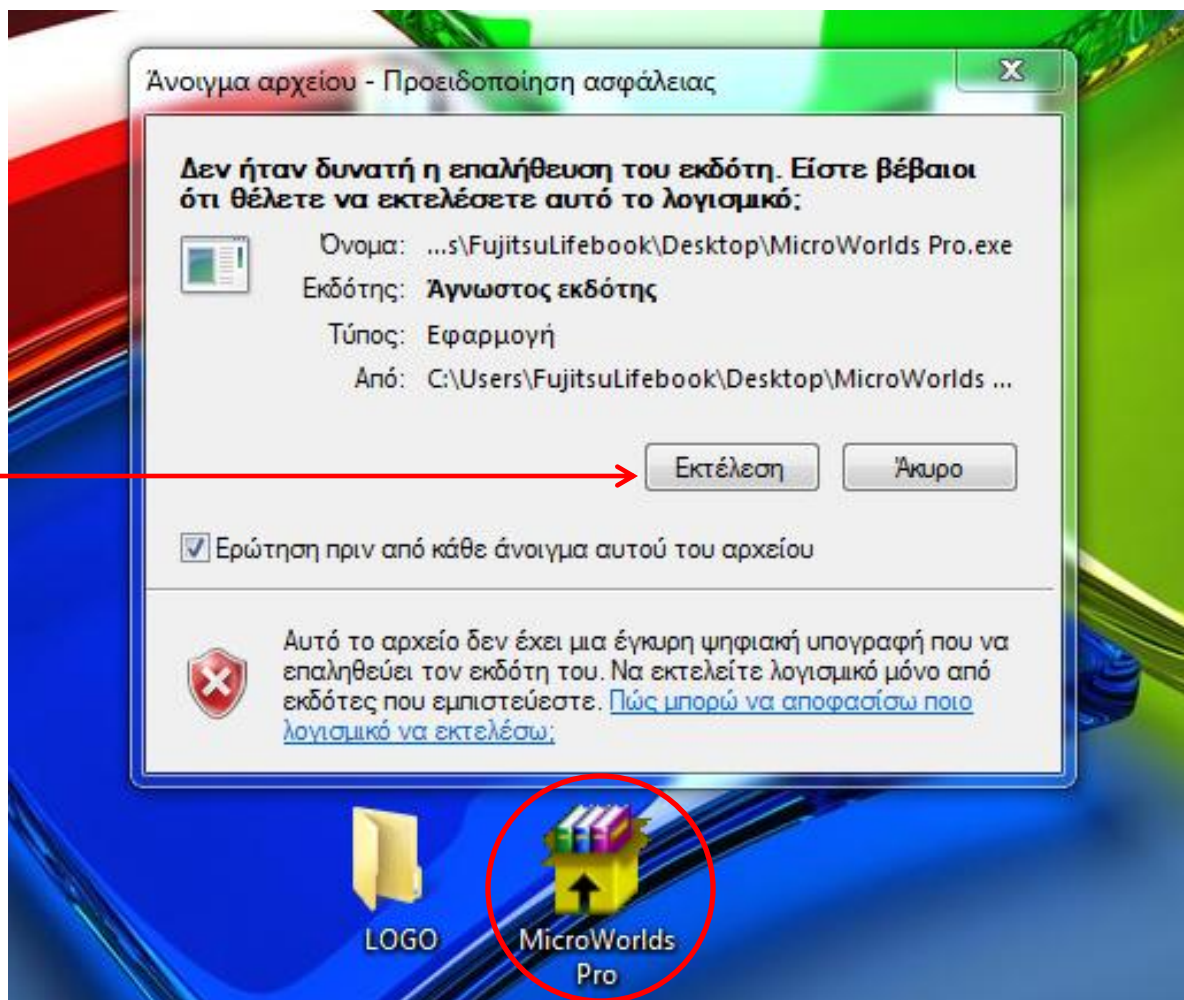 Άνοιγμα αρχείου - Προειδοποίηση ασφάλειας
Δεν ήταν δυνατή η επαλήθευση του εκδότη. Είστε βέβαιοι
ότι θέλετε να εκτελέσετε αυτό το λογισμικό;
Όνομα: ...s\FujitsuLifebook\Desktop\MicroWorlds Pro.exe
Εκδότης: Άγνωστος εκδότης
Τύπος: Εφαρμογή
Από: C:\Users\FujitsuLifebook\Desktop\MicroWorlds ...
Εκτέλεση Άκυρο
Ερώτηση πριν από κάθε άνοιγμα αυτού του αρχείου
Αυτό το αρχείο δεν έχει μια έγκυρη ψηφιακή υπογραφή που να
επαληθεύει τον εκδότη του. Να εκτελείτε λογισμικό μόνο από
εκδότες που εμπιστεύεστε. Πώς μπορώ να αποφασίσω ποιο
λογισμικό να εκτελέσω;
LOGO MicroWorlds
Pro